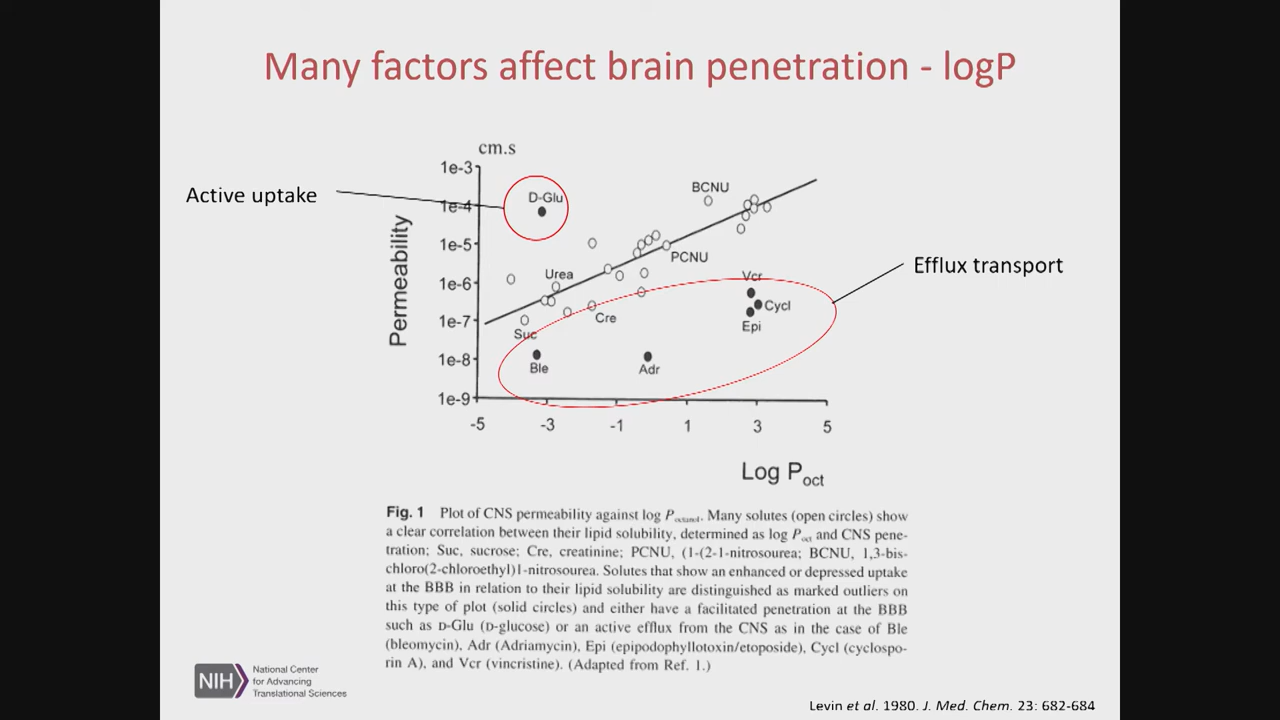 Many factors affect brain penetration - logP
cm.s
1e-3
1e-4
1e-5
1e-6
1e-7
1e-8
1e-9
Permeability
Active uptake
D-Glu
BCNU
PCNU
Urea
Efflux transport
Vcr
Cycl
Epi
Cre
Suc
Ble
Adr
-5 -3 -1 1 3 5
Log Poct
Fig. 1 Plot of CNS permeability against log Poctanol. Many solutes (open circles) show
a clear correlation between their lipid solubility, determined as log Poct and CNS pene-
tration; Suc, sucrose; Cre, creatinine; PCNU, (1-(2-1-nitrosourea; BCNU, 1,3-bis-
chloro(2-chloroethyl)1-nitrosourea. Solutes that show an enhanced or depressed uptake
at the BBB in relation to their lipid solubility are distinguished as marked outliers on
this type of plot (solid circles) and either have a facilitated penetration at the BBB
such as D-Glu (D-glucose) or an active efflux from the CNS as in the case of Ble
(bleomycin), Adr (Adriamycin), Epi (epipodophyllotoxin/etoposide), Cycl (cyclospo-
rin A), and Vcr (vincristine). (Adapted from Ref. 1.)
NIH
National Center
for Advancing
Translational Sciences
Levin et al. 1980. J. Med. Chem. 23: 682-684